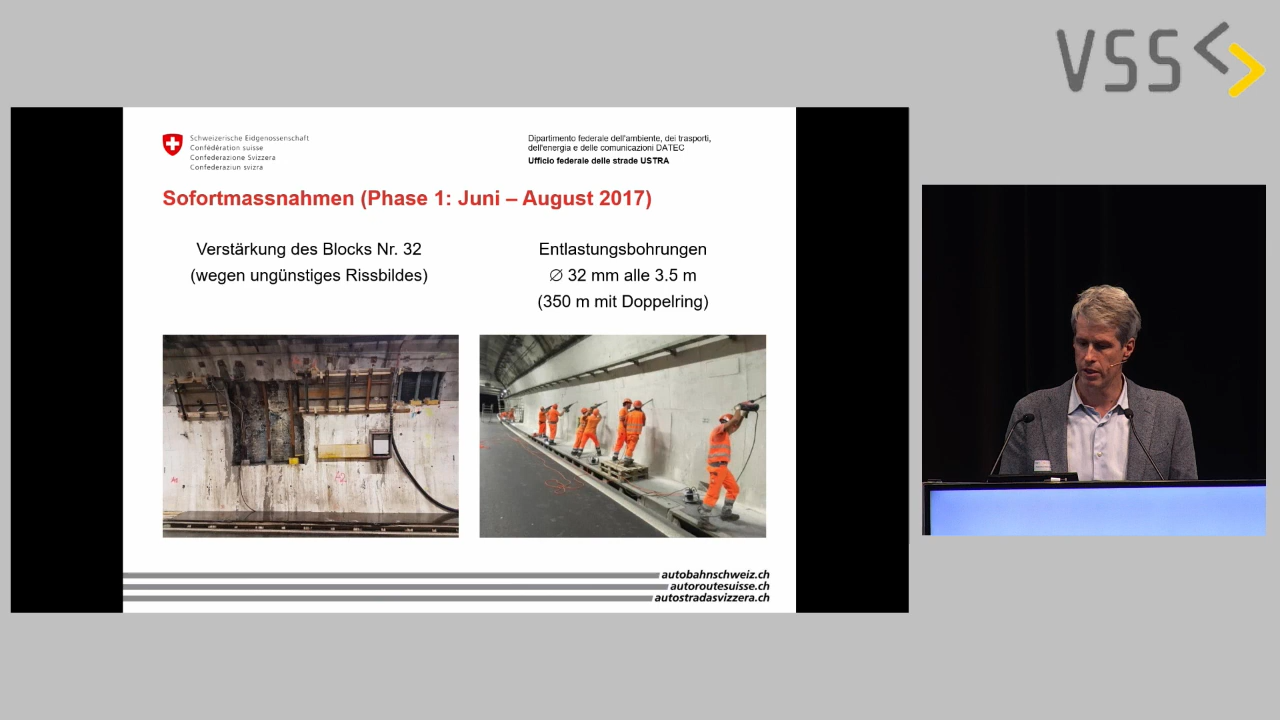 VSS
Schweizerische Eidgenossenschaft
Confédération suisse
Confederazione Svizzera
Confederaziun svizra
Dipartimento federale dell'ambiente, dei trasporti,
dell'energia e delle comunicazioni DATEC
Ufficio federale delle strade USTRA
Sofortmassnahmen (Phase 1: Juni – August 2017)
Verstärkung des Blocks Nr. 32
(wegen ungünstiges Rissbildes)
Entlastungsbohrungen
∅ 32 mm alle 3.5 m
(350 m mit Doppelring)
autobahnschweiz.ch
autoroutesuisse.ch
autostradasvizzera.ch